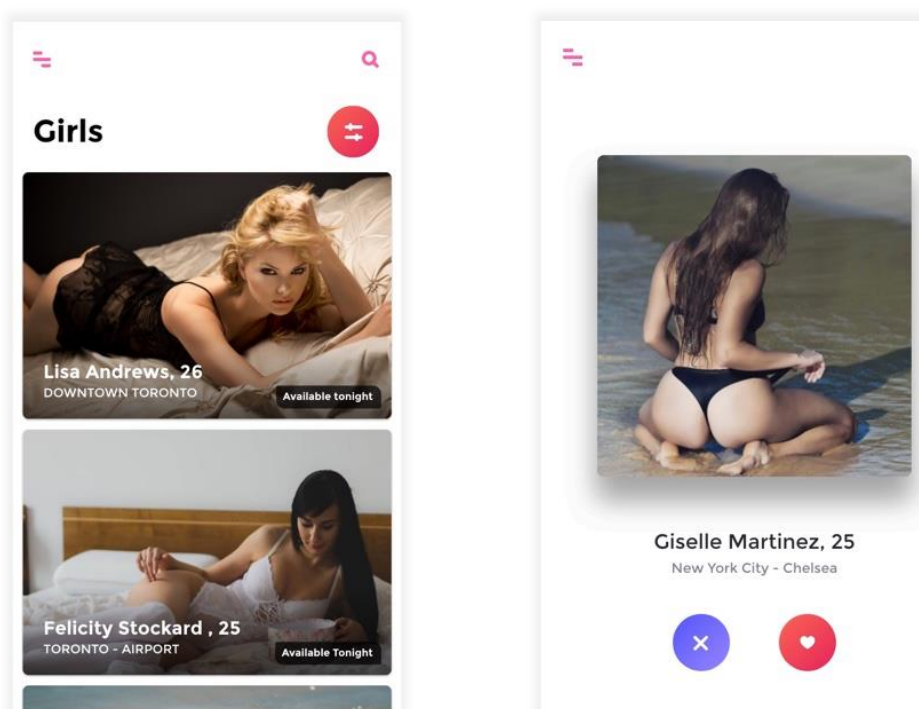 Girls
Lisa Andrews, 26
DOWNTOWN TORONTO
Available tonight
Felicity Stockard , 25
TORONTO - AIRPORT
Available Tonight
Giselle Martinez, 25
New York City - Chelsea